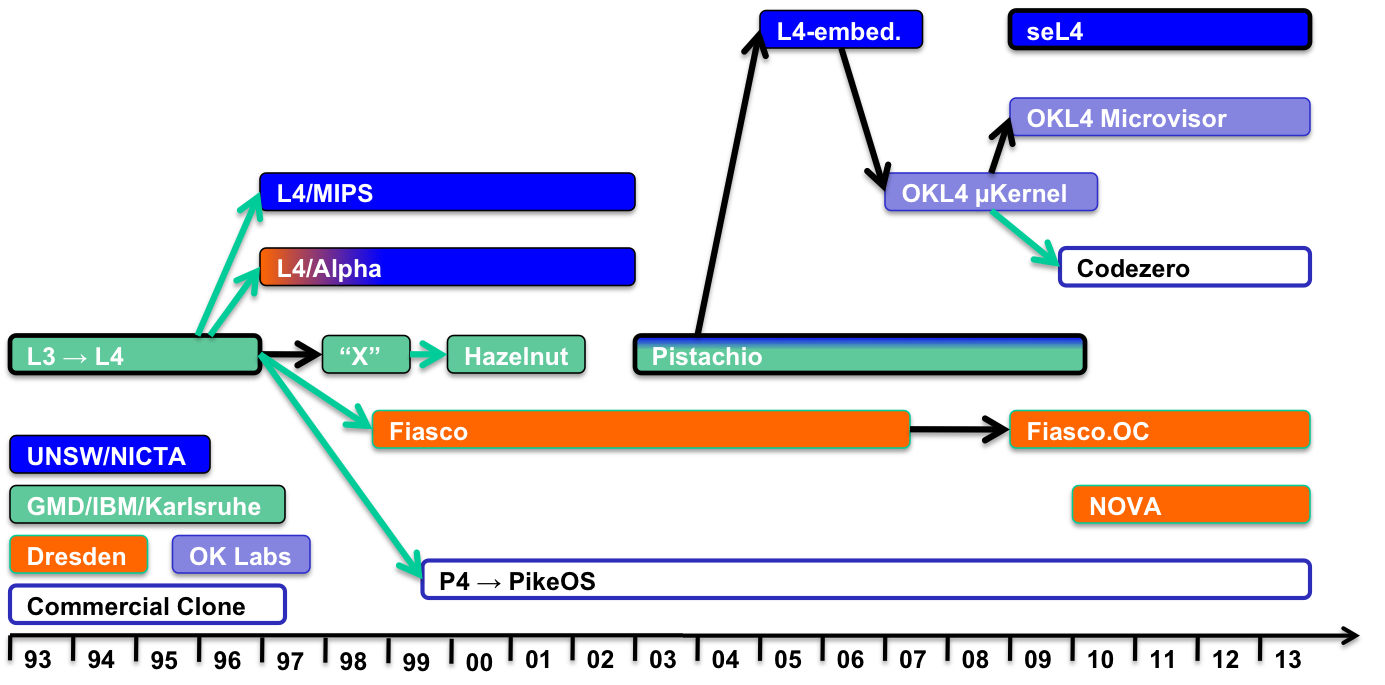 L4-embed.
seL4
OKL4 Microvisor
L4/MIPS
OKL4 µKernel
L4/Alpha
Codezero
L3 → L4
“X”
Hazelnut
Pistachio
Fiasco
Fiasco.OC
UNSW/NICTA
GMD/IBM/Karlsruhe
NOVA
Dresden
OK Labs
P4 → PikeOS
Commercial Clone
93 94 95 96 97 98 99 00 01 02 03 04 05 06 07 08 09 10 11 12 13